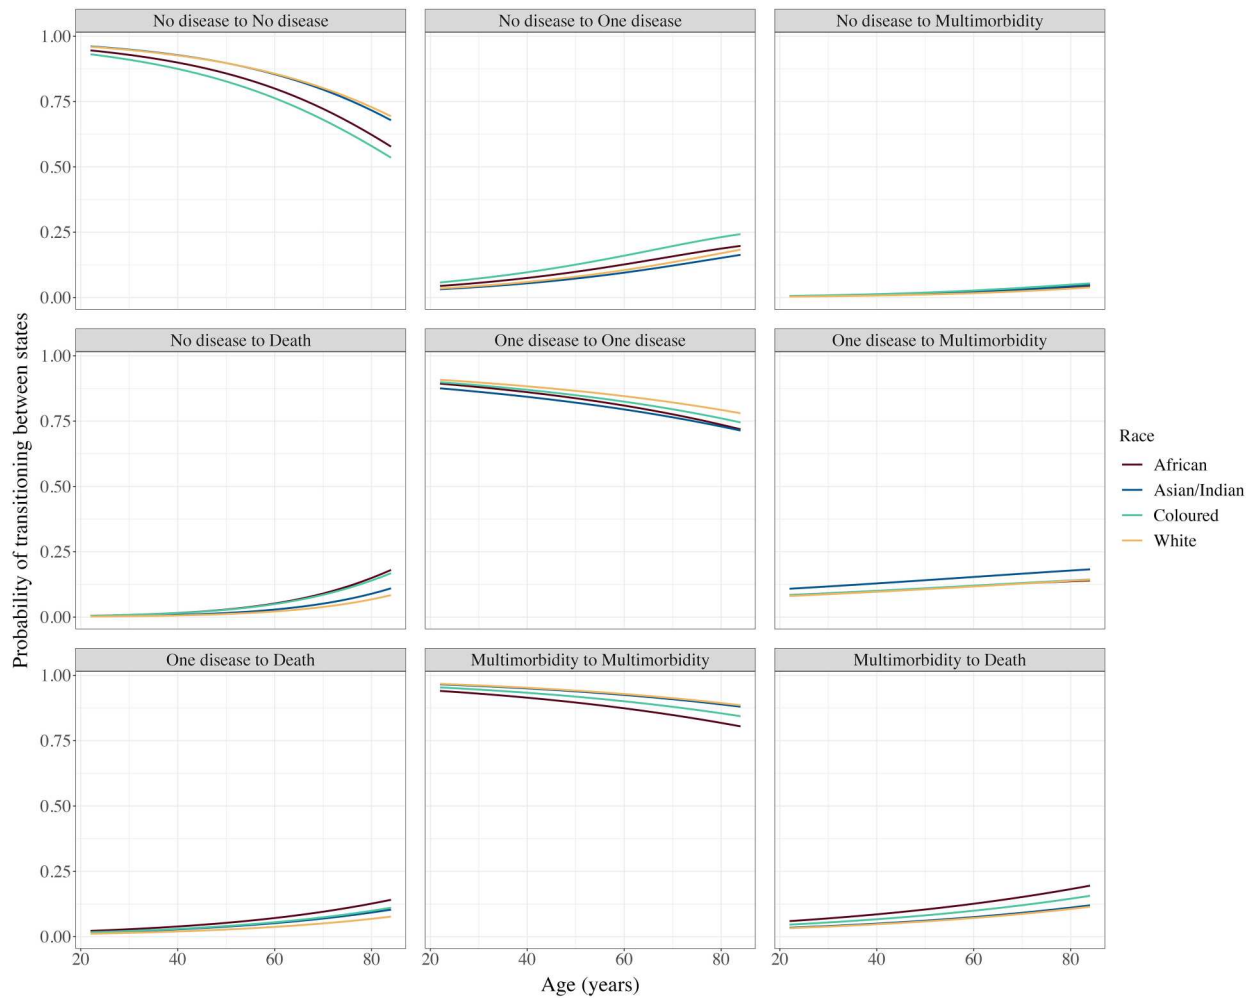 No disease to No disease
No disease to One disease
No disease to Multimorbidity
1.00
0.75
0.50
0.25
0.00
No disease to Death
One disease to One disease
One disease to Multimorbidity
1.00
0.75
0.50
0.25
0.00
One disease to Death
Multimorbidity to Multimorbidity
Multimorbidity to Death
1.00
0.75
0.50
0.25
0.00
20 40 60 80
20 40 60 80
20 40 60 80
Probability of transitioning between states
Age (years)
Race
African
Asian/Indian
Coloured
White